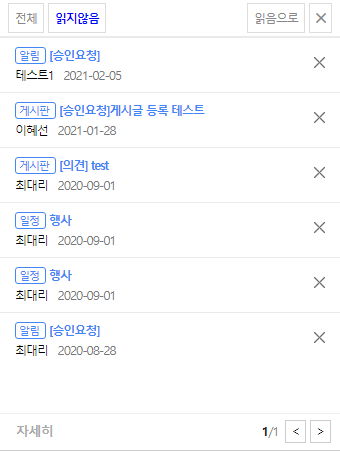 전체 읽지않음 읽음으로 ×
알림 [승인요청]
테스트1 2021-02-05
게시판 [승인요청]게시글 등록 테스트
이혜선 2021-01-28
게시판 [의견] test
최대리 2020-09-01
일정 행사
최대리 2020-09-01
일정 행사
최대리 2020-09-01
알림 [승인요청]
최대리 2020-08-28
자세히 1/1 < >